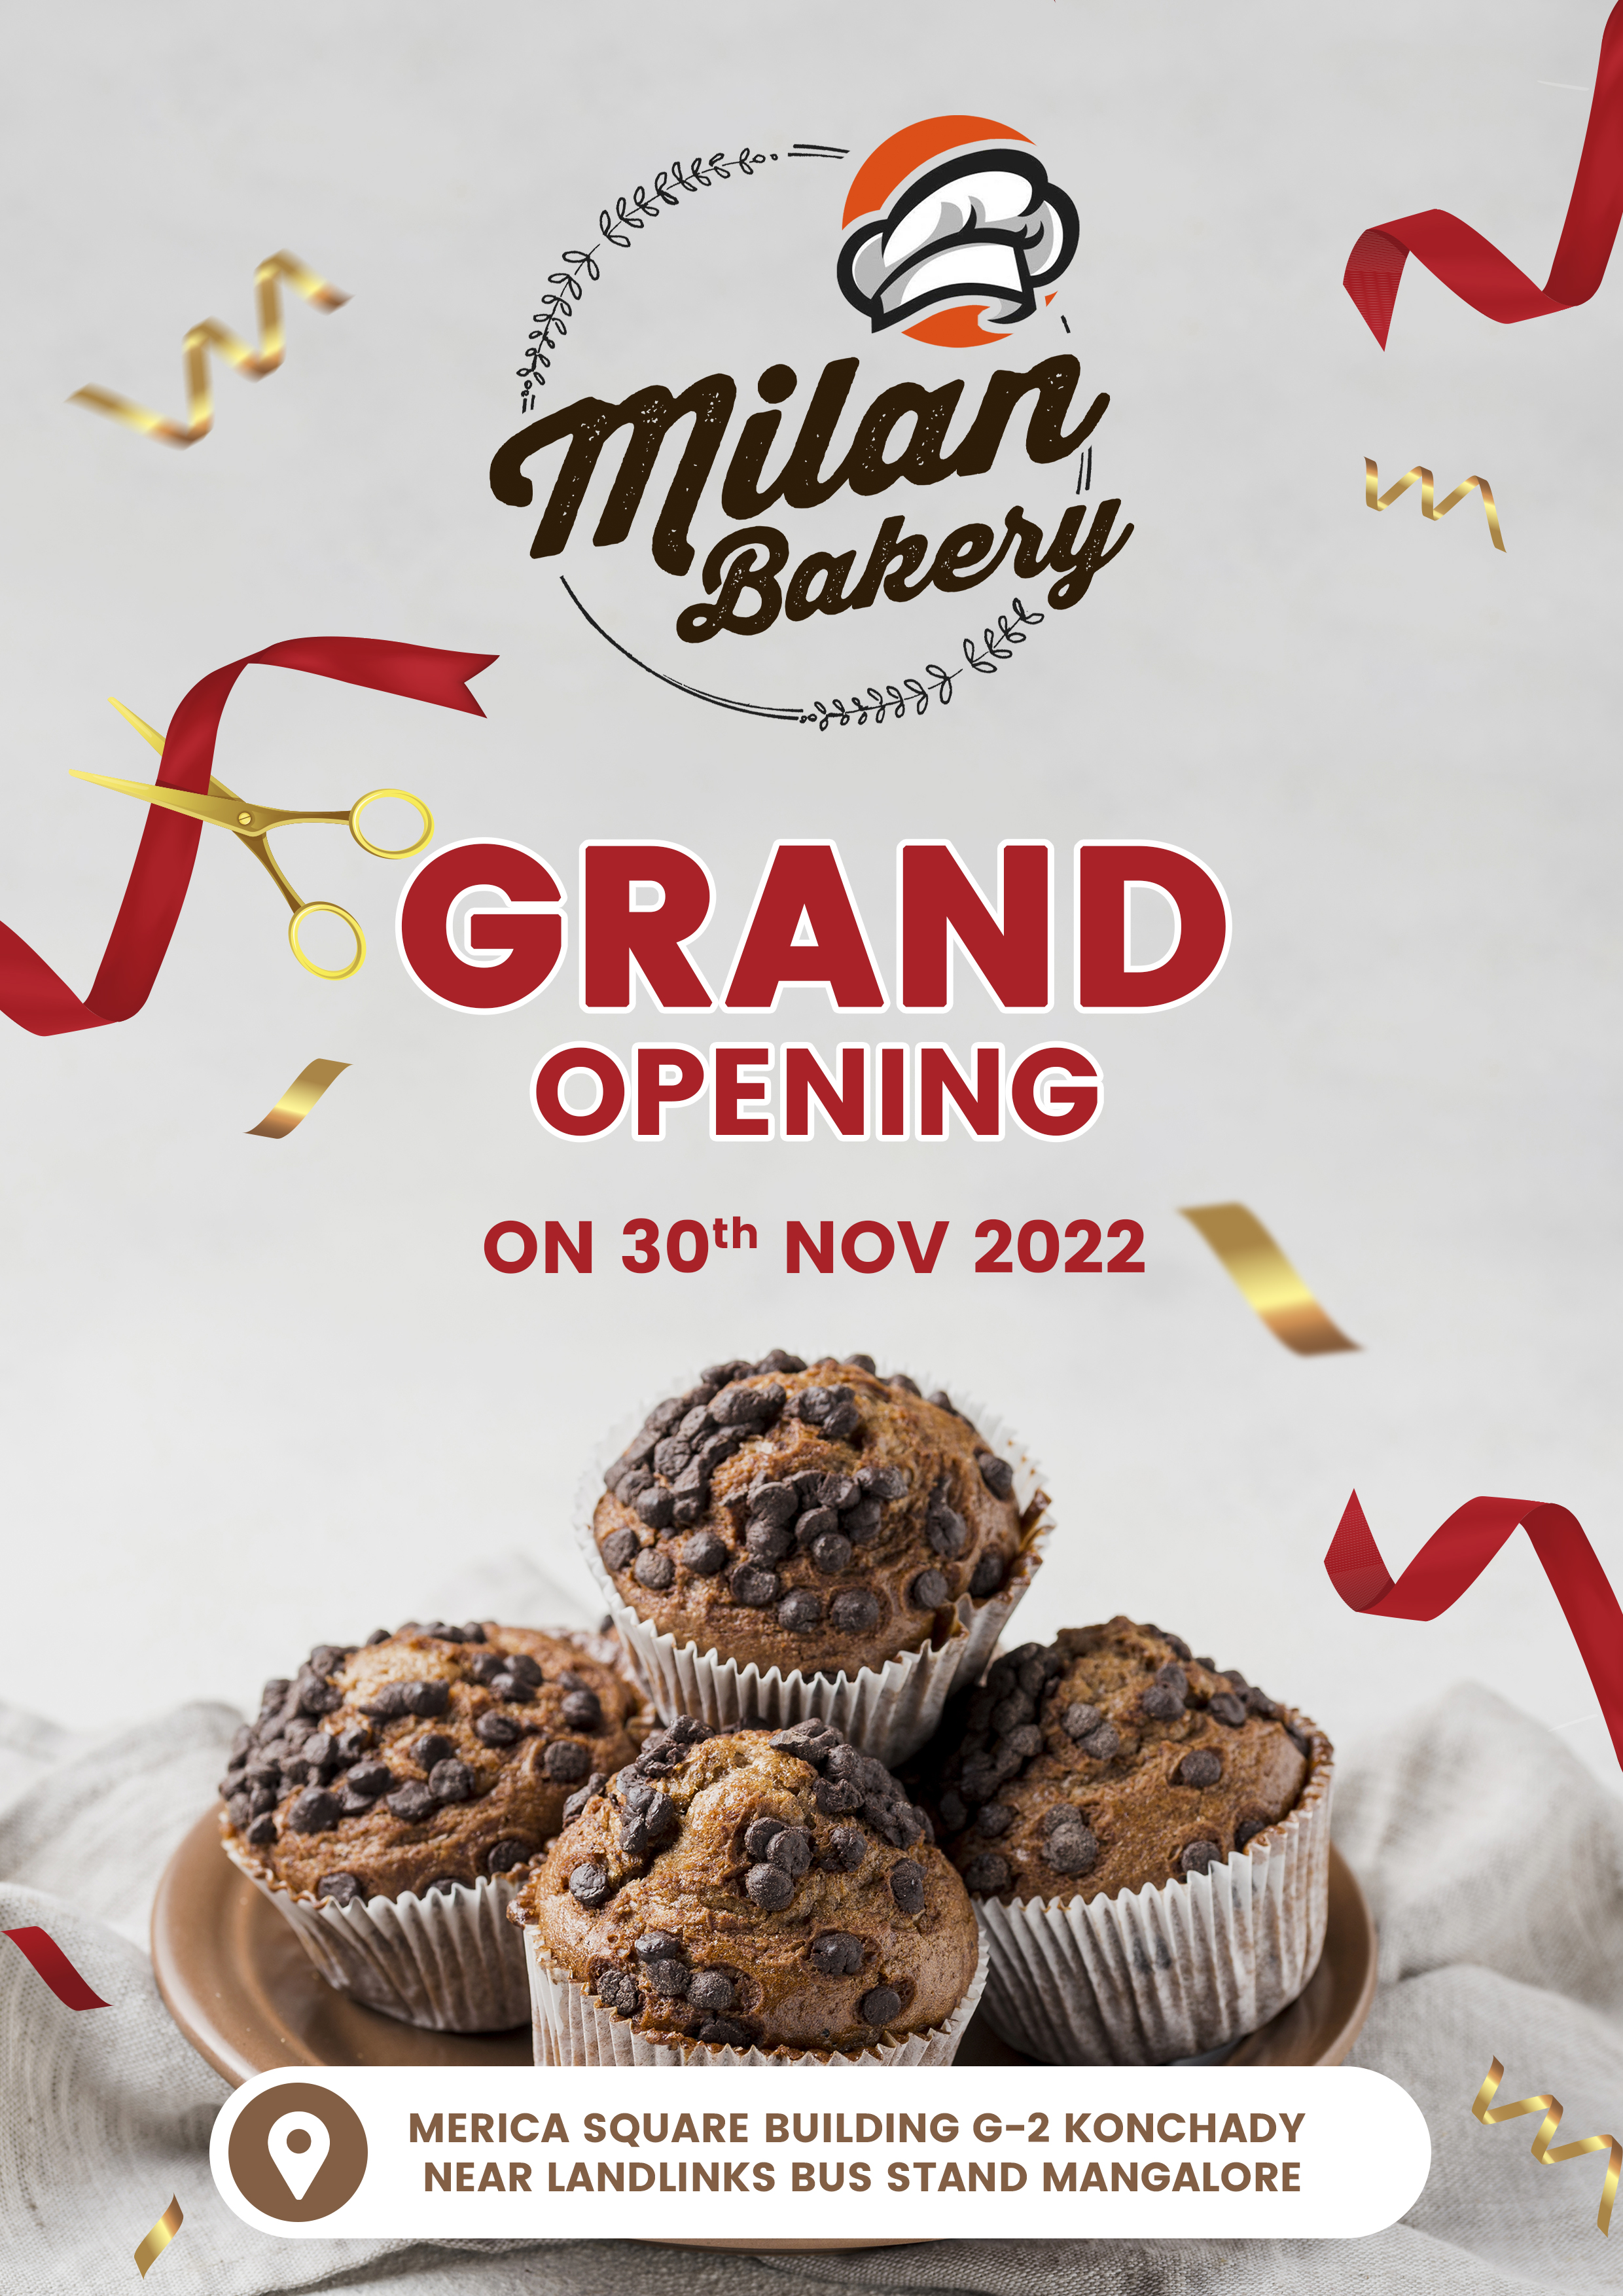 Milan
Bakery
GRAND
OPENING
ON 30th NOV 2022
MERICA SQUARE BUILDING G-2 KONCHADY
NEAR LANDLINKS BUS STAND MANGALORE